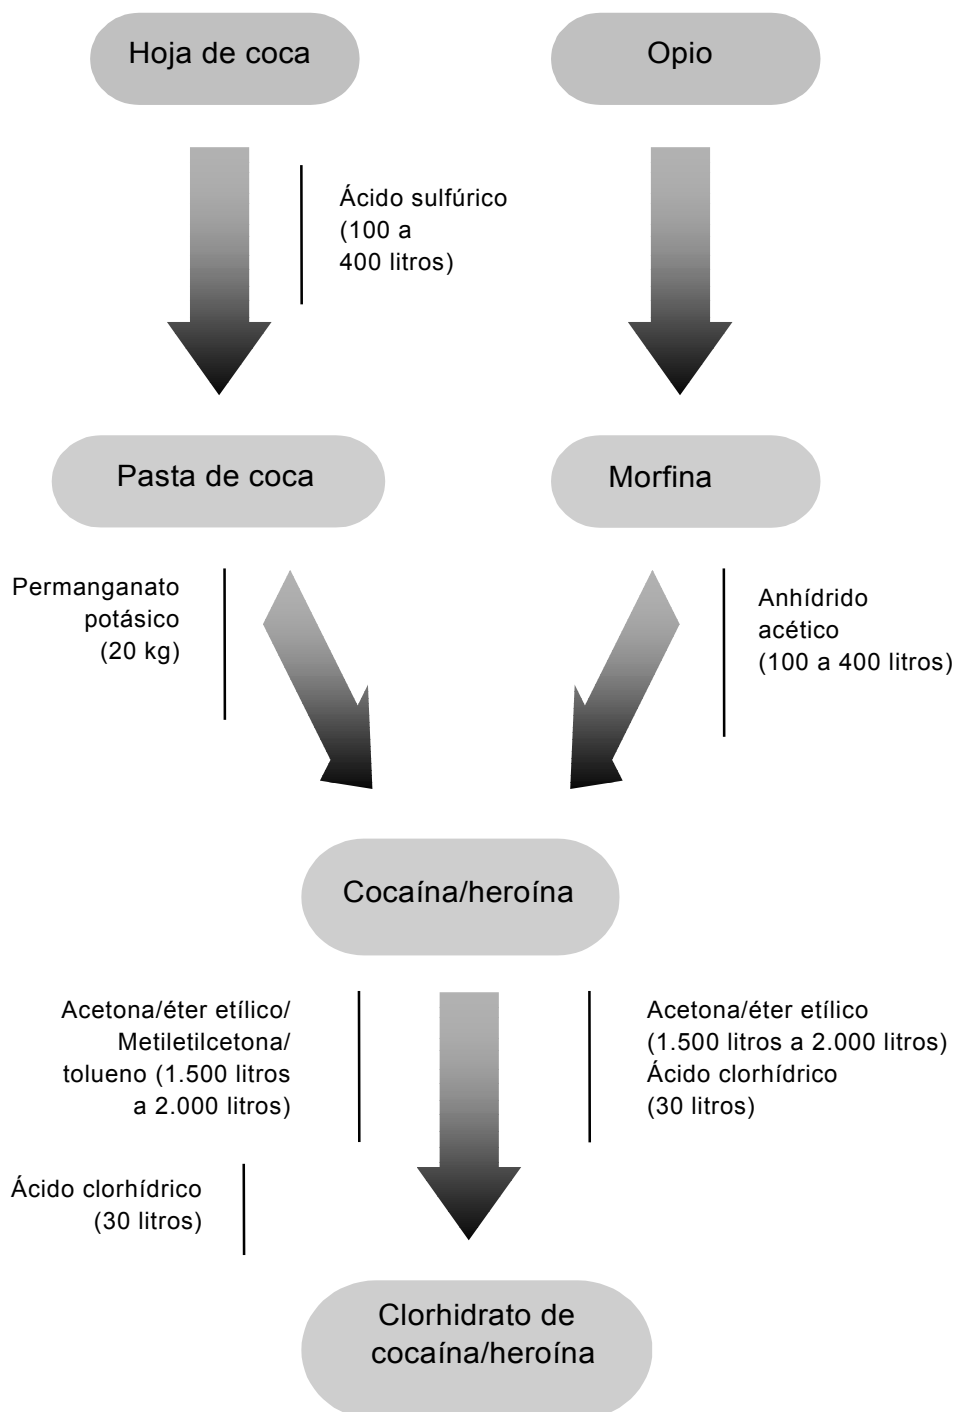 Hoja de coca
Opio
Ácido sulfúrico
(100 a
400 litros)
Pasta de coca
Morfina
Permanganato
potásico
(20 kg)
Anhídrido
acético
(100 a 400 litros)
Cocaína/heroína
Acetona/éter etílico/
Metiletilcetona/
tolueno (1.500 litros
a 2.000 litros)
Acetona/éter etílico
(1.500 litros a 2.000 litros)
Ácido clorhídrico
(30 litros)
Ácido clorhídrico
(30 litros)
Clorhidrato de
cocaína/heroína